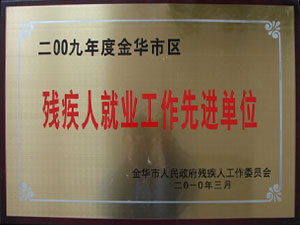 二00九年度金华市区
残疾人就业工作先进单位
金华市人民政府残疾人工作委员会
二0一0年三月